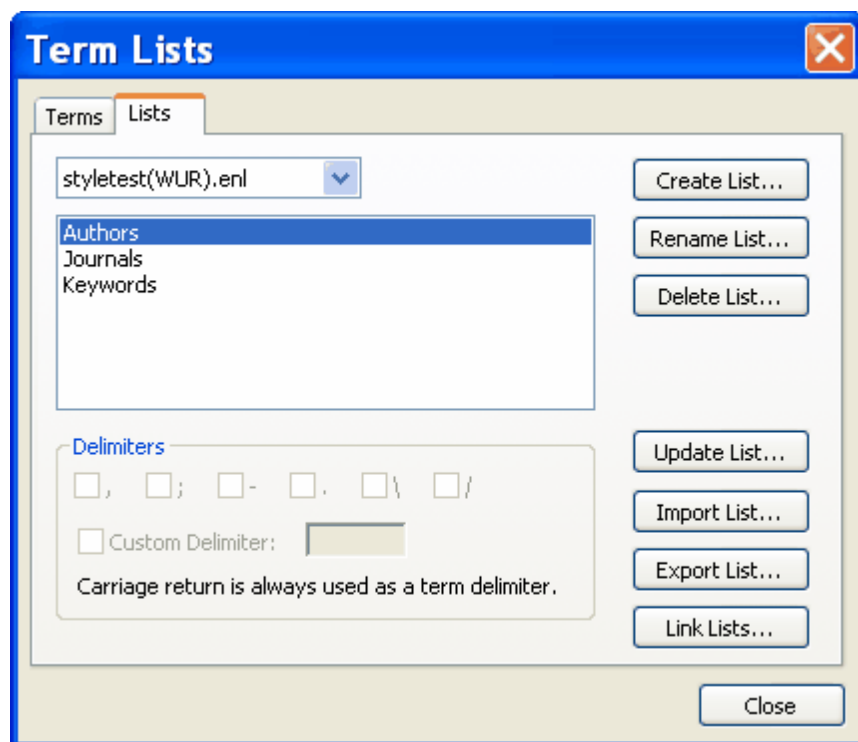 Term Lists
Terms Lists
styletest(WUR).enl
Create List...
Authors
Journals
Keywords
Rename List...
Delete List...
Delimiters
, ; - . \ /
Custom Delimiter:
Carriage return is always used as a term delimiter.
Update List...
Import List...
Export List...
Link Lists...
Close